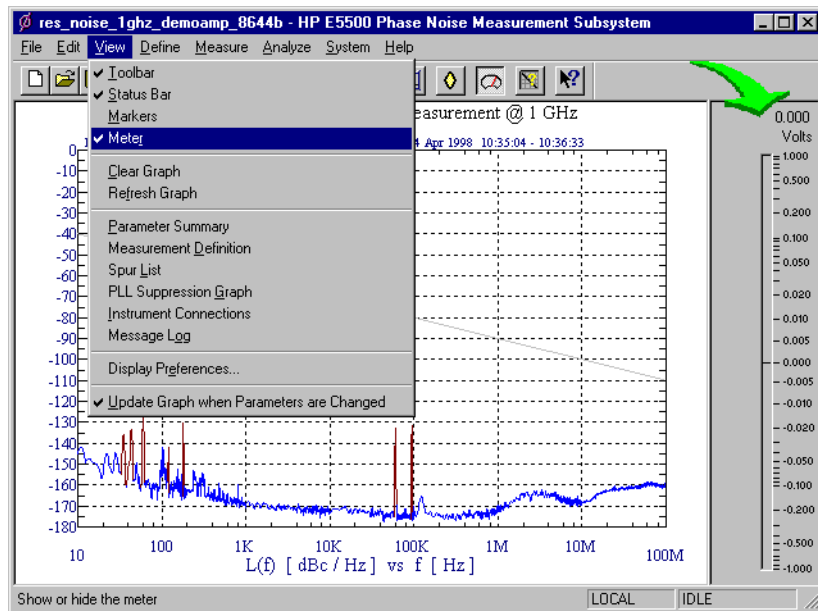 res_noise_1ghz_demoamp_8644b - HP E5500 Phase Noise Measurement Subsystem
File Edit View Define Measure Analyze System Help
Toolbar
Status Bar
Markers
Meter
Clear Graph
Refresh Graph
Parameter Summary
Measurement Definition
Spur List
PLL Suppression Graph
Instrument Connections
Message Log
Display Preferences...
Update Graph when Parameters are Changed
easurement @ 1 GHz
Apr 1998 10:35:04 - 10:36:33
0
-10
-20
-30
-40
-50
-60
-70
-80
-90
-100
-110
-120
-130
-140
-150
-160
-170
-180
10 100 1K 10K 100K 1M 10M 100M
L(f) [ dBc / Hz ] vs f [ Hz ]
0.000
Volts
1.000
0.500
0.200
0.100
0.050
0.020
0.010
0.005
0.000
-0.005
-0.010
-0.020
-0.050
-0.100
-0.200
-0.500
-1.000
Show or hide the meter
LOCAL
IDLE